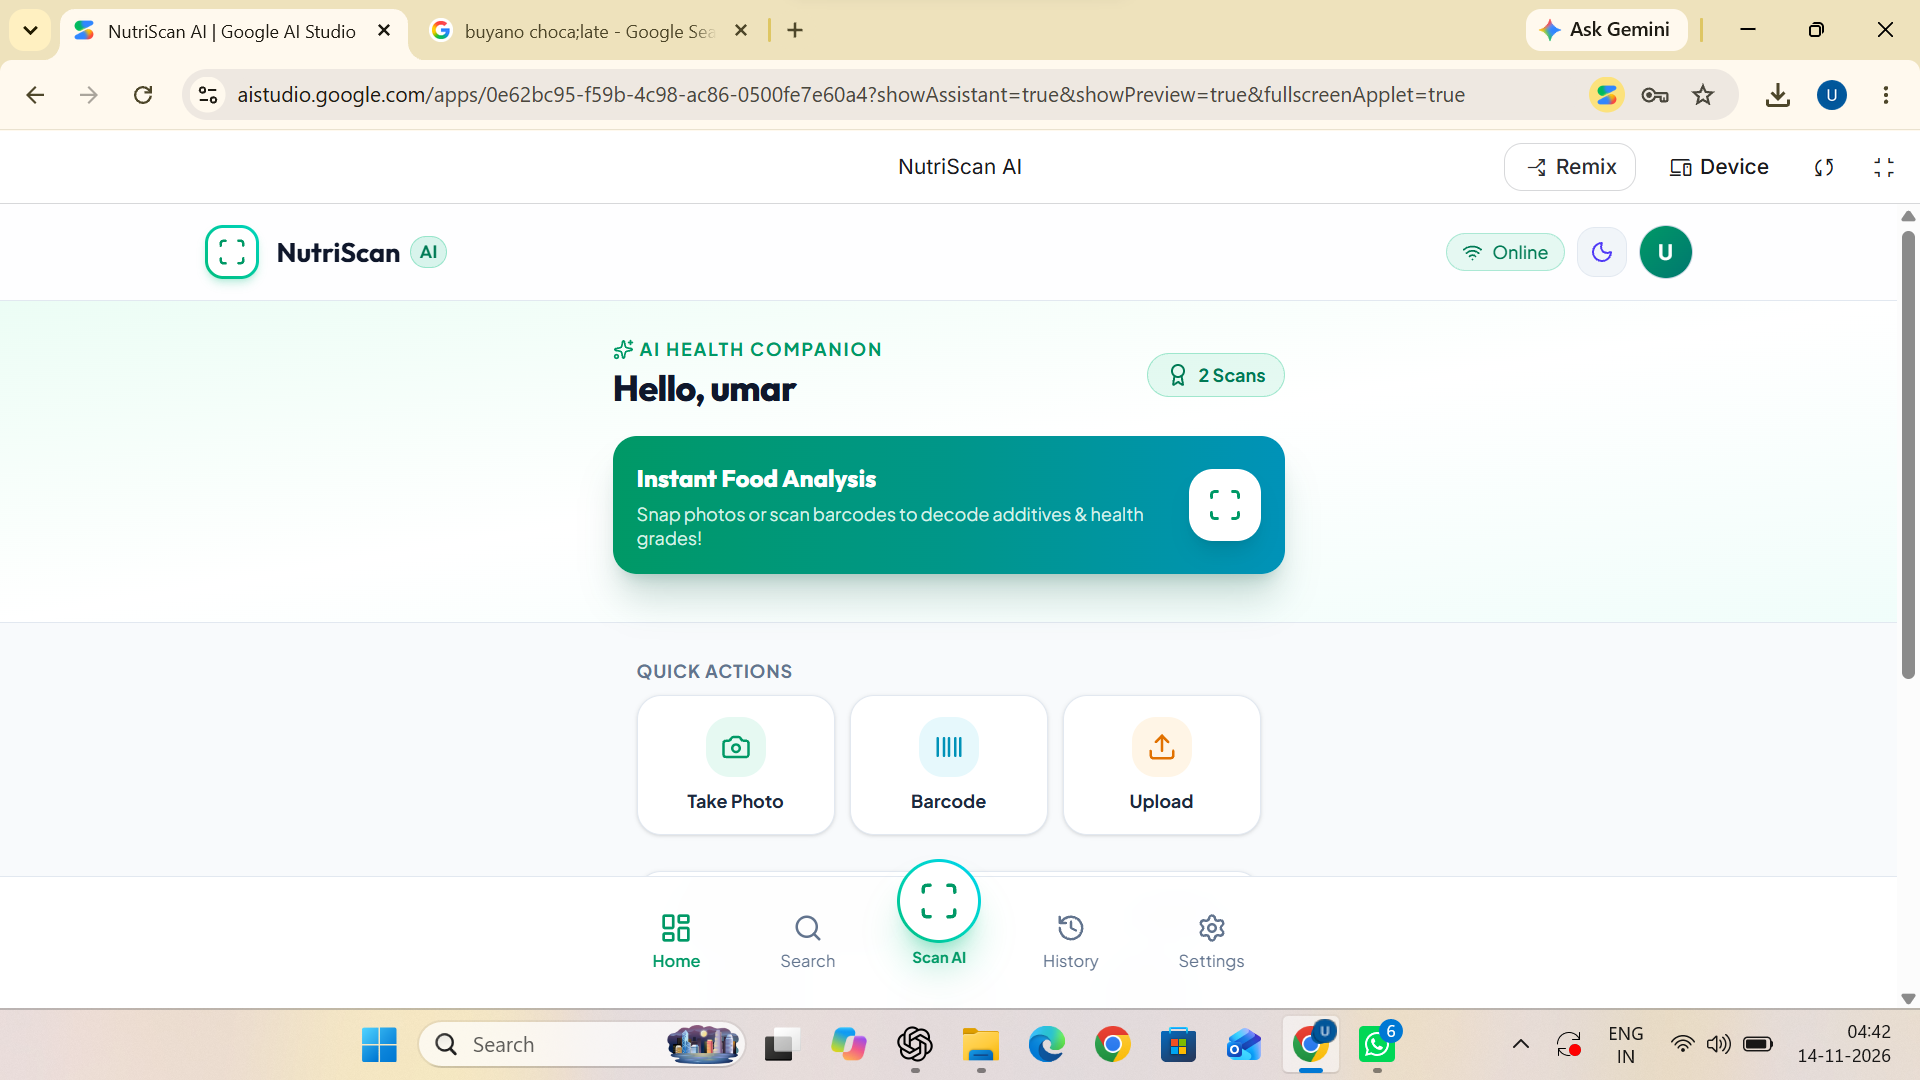 NutriScan AI | Google AI Studio
buyano choca;late - Google Sea
Ask Gemini
aistudio.google.com/apps/0e62bc95-f59b-4c98-ac86-0500fe7e60a4?showAssistant=true&showPreview=true&fullscreenApplet=true
U
NutriScan AI
Remix
Device
NutriScan AI
Online
U
AI HEALTH COMPANION
Hello, umar
2 Scans
Instant Food Analysis
Snap photos or scan barcodes to decode additives & health
grades!
QUICK ACTIONS
Take Photo
Barcode
Upload
Home
Search
Scan AI
History
Settings
Search
U
6
ENG
IN
04:42
14-11-2026